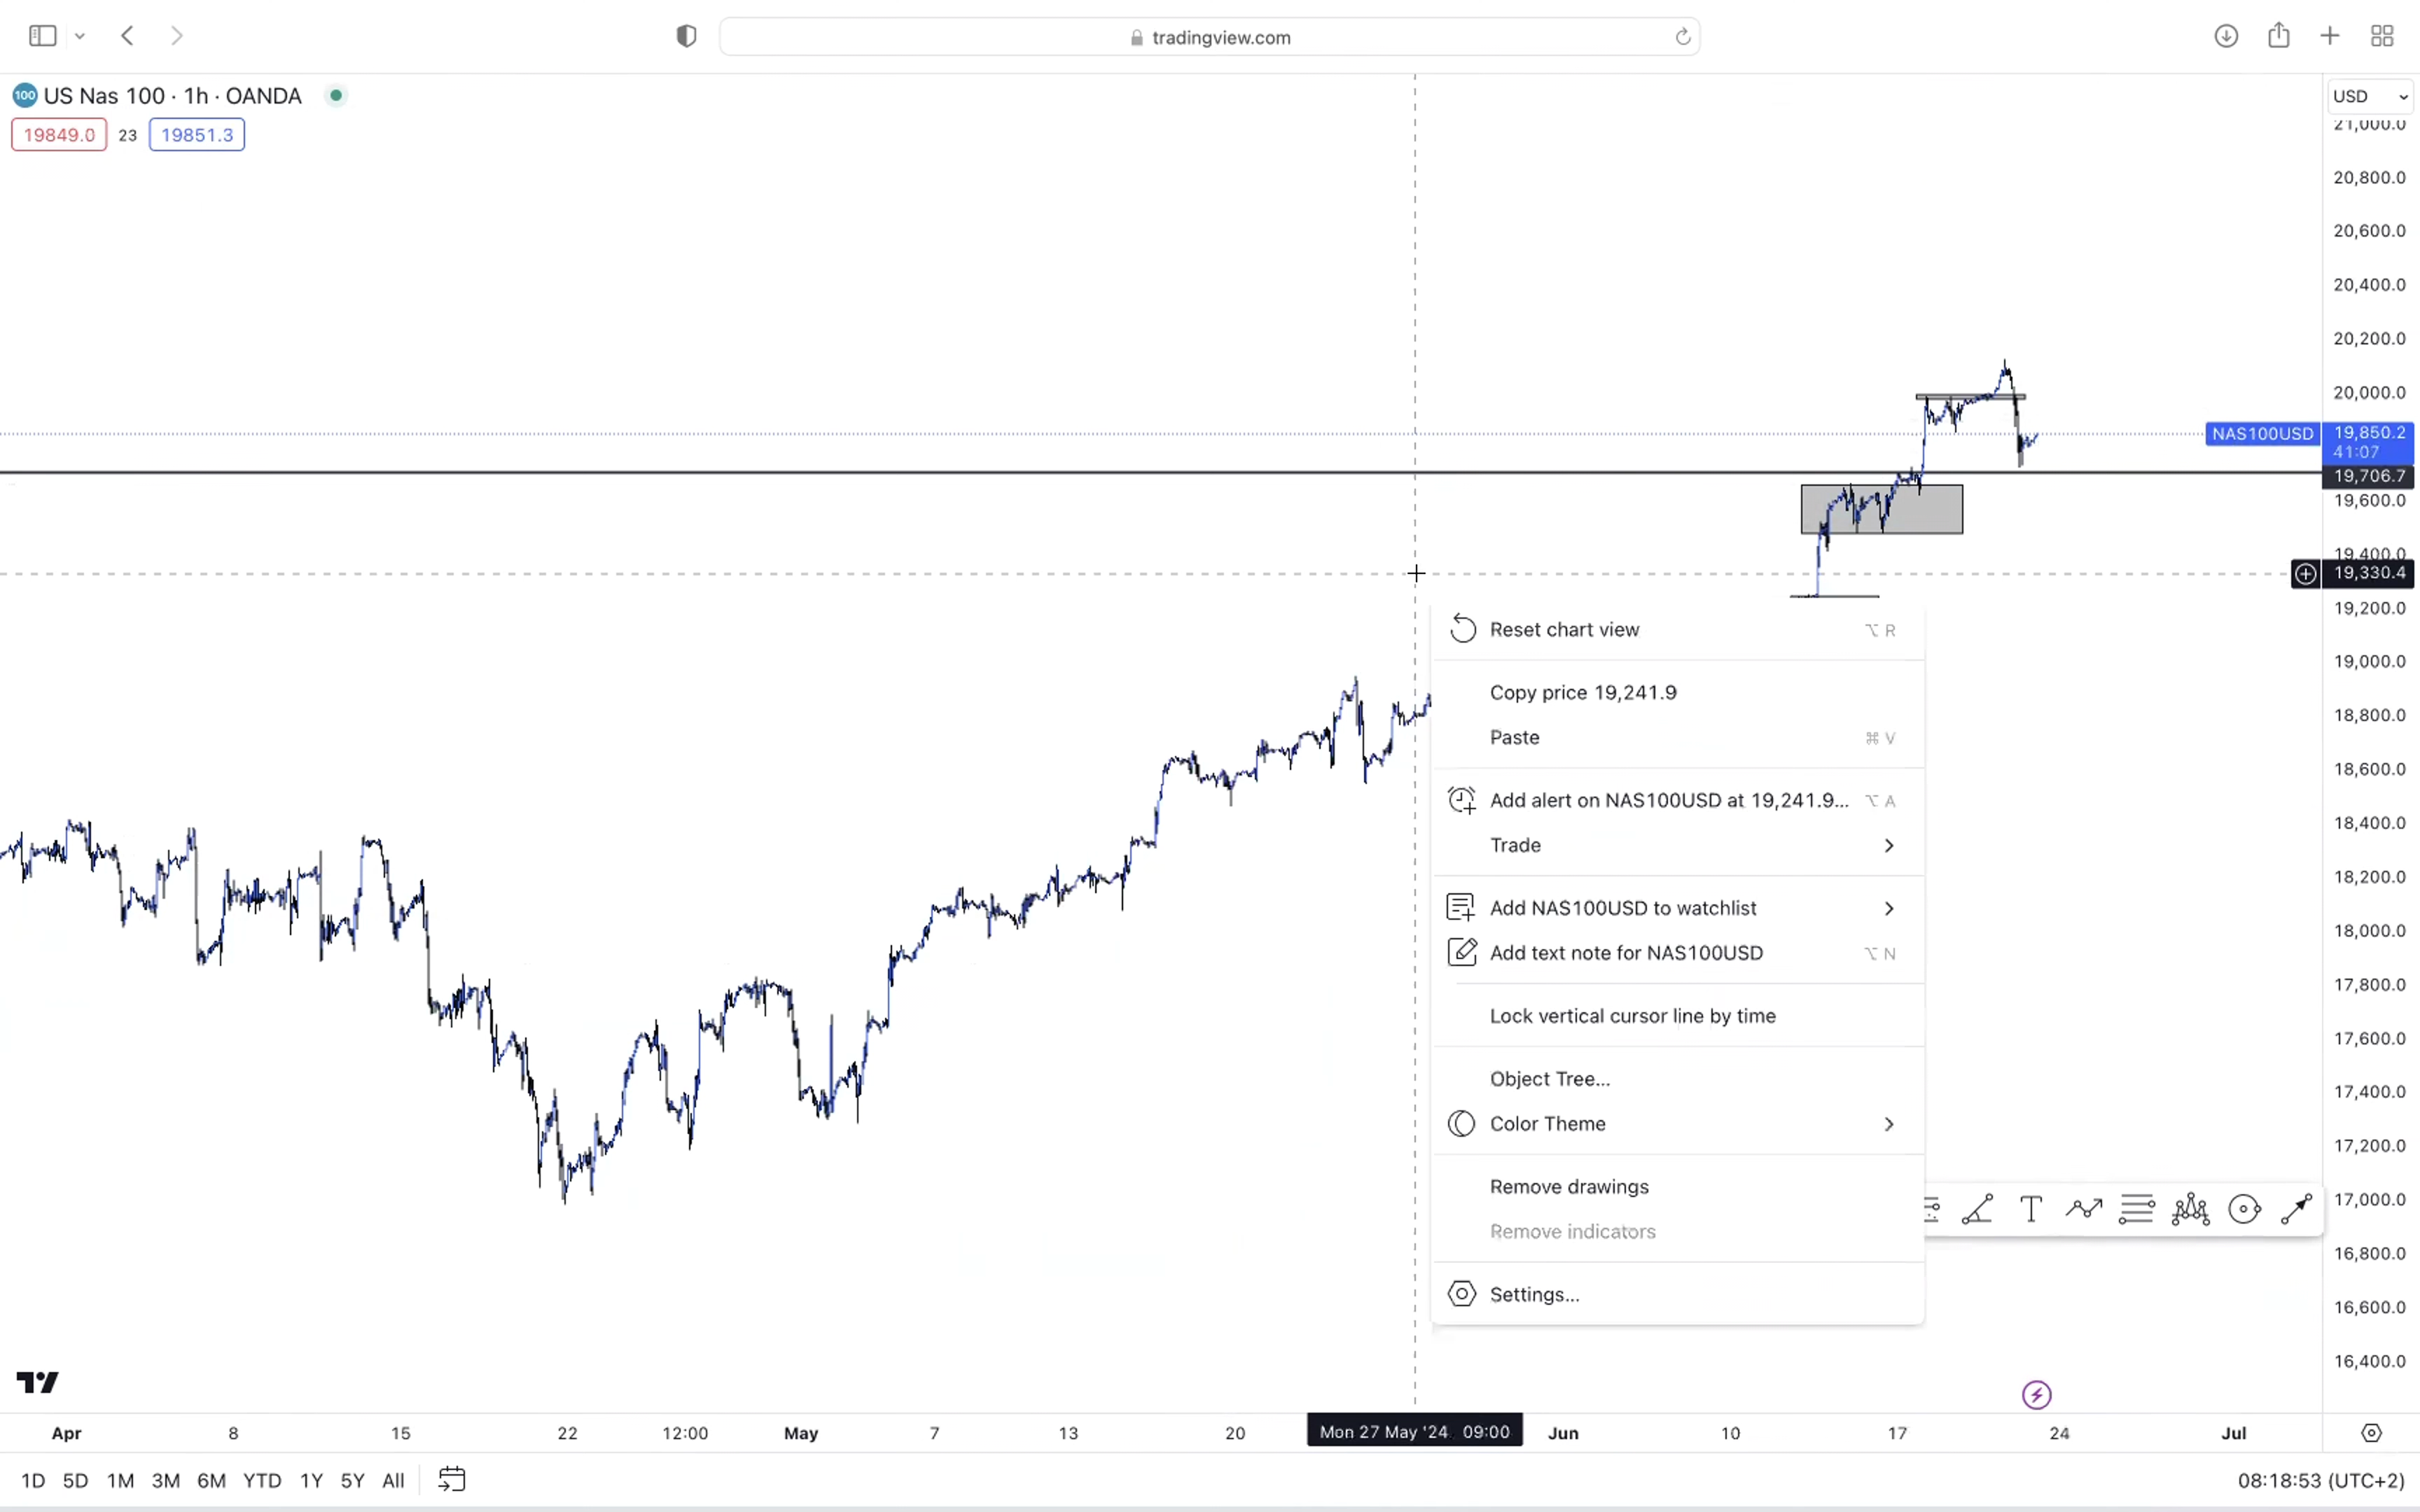 tradingview.com
100 US Nas 100 · 1h · OANDA
19849.0 23 19851.3
USD
21,000.0
20,800.0
20,600.0
20,400.0
20,200.0
20,000.0
NAS100USD 19,850.2
41:07
19,706.7
19,600.0
19,400.0
19,330.4
19,200.0
19,000.0
18,800.0
18,600.0
18,400.0
18,200.0
18,000.0
17,800.0
17,600.0
17,400.0
17,200.0
17,000.0
16,800.0
16,600.0
16,400.0
Reset chart view ⌥ R
Copy price 19,241.9
Paste ⌘ V
Add alert on NAS100USD at 19,241.9... ⌥ A
Trade
Add NAS100USD to watchlist
Add text note for NAS100USD ⌥ N
Lock vertical cursor line by time
Object Tree...
Color Theme
Remove drawings
Remove indicators
Settings...
Apr 8 15 22 12:00 May 7 13 20 Mon 27 May '24 09:00 Jun 10 17 24 Jul
1D 5D 1M 3M 6M YTD 1Y 5Y All 08:18:53 (UTC+2)